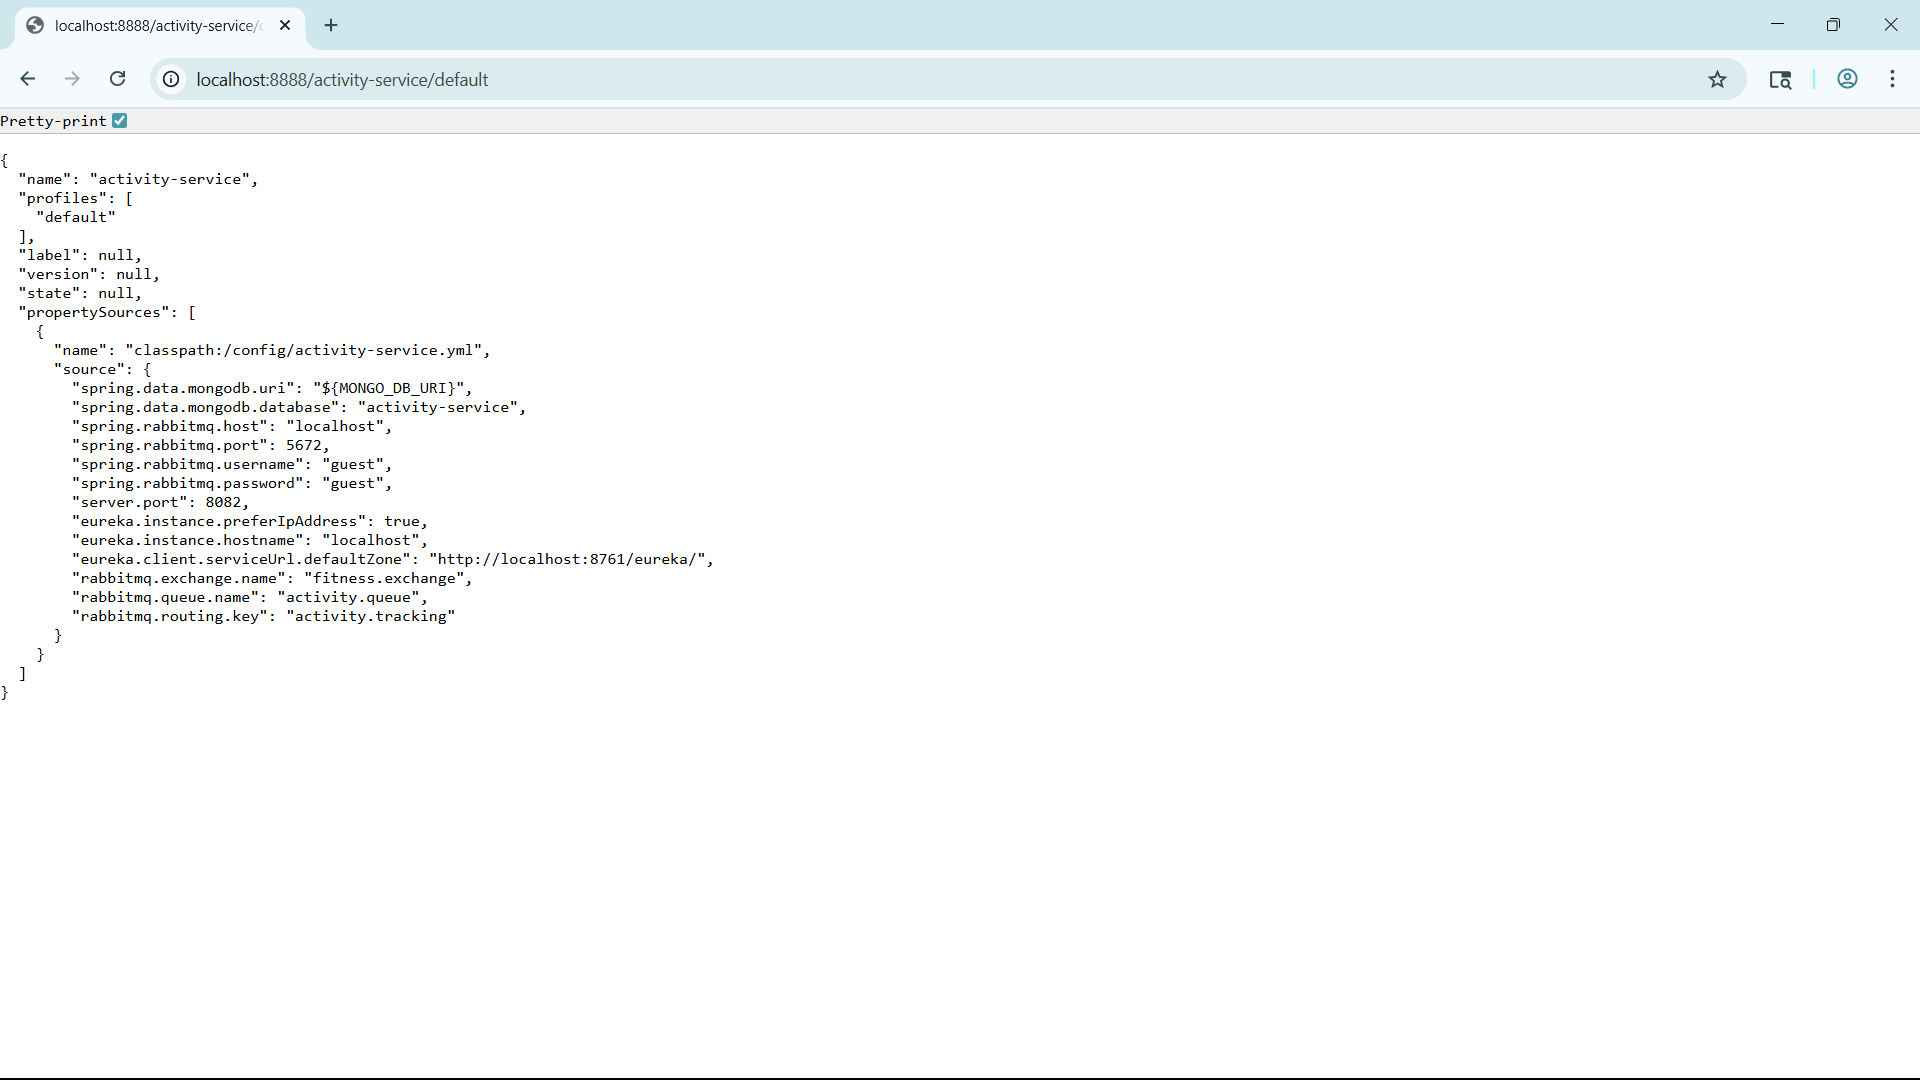 localhost:8888/activity-service/
localhost:8888/activity-service/default
Pretty-print
{
  "name": "activity-service",
  "profiles": [
    "default"
  ],
  "label": null,
  "version": null,
  "state": null,
  "propertySources": [
    {
      "name": "classpath:/config/activity-service.yml",
      "source": {
        "spring.data.mongodb.uri": "${MONGO_DB_URI}",
        "spring.data.mongodb.database": "activity-service",
        "spring.rabbitmq.host": "localhost",
        "spring.rabbitmq.port": 5672,
        "spring.rabbitmq.username": "guest",
        "spring.rabbitmq.password": "guest",
        "server.port": 8082,
        "eureka.instance.preferIpAddress": true,
        "eureka.instance.hostname": "localhost",
        "eureka.client.serviceUrl.defaultZone": "http://localhost:8761/eureka/",
        "rabbitmq.exchange.name": "fitness.exchange",
        "rabbitmq.queue.name": "activity.queue",
        "rabbitmq.routing.key": "activity.tracking"
      }
    }
  ]
}